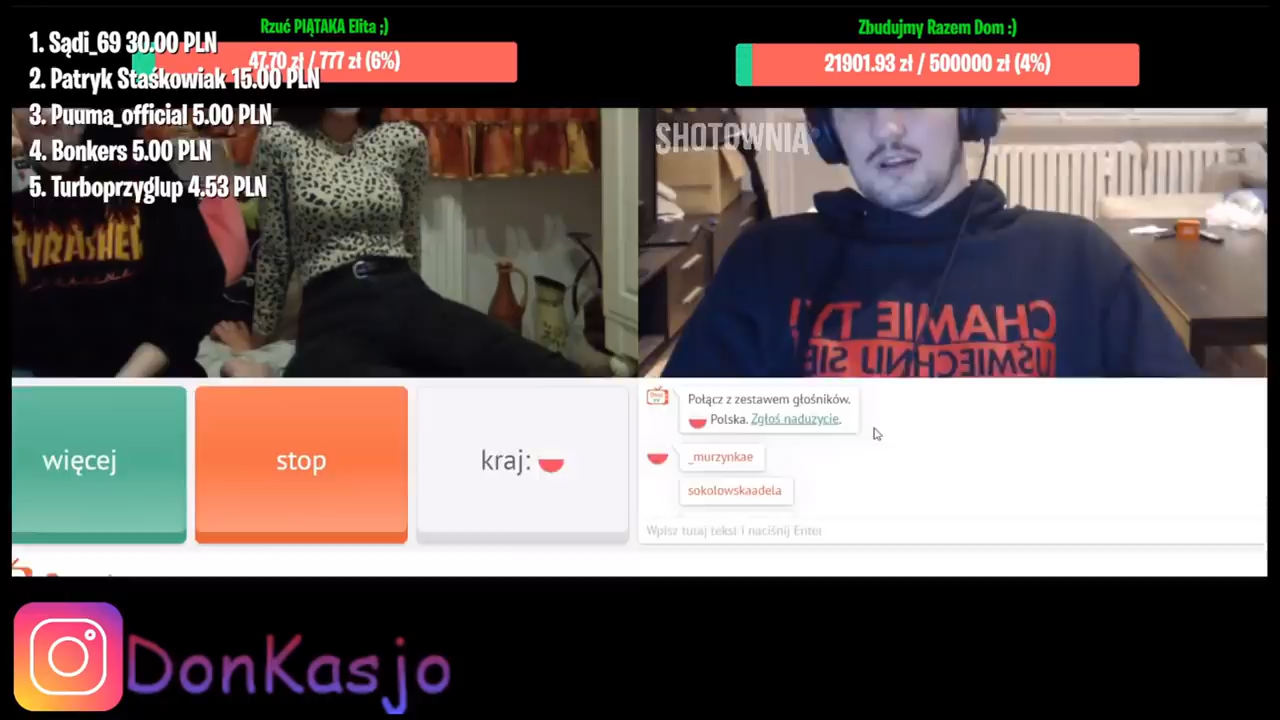 Rzuć PIĄTAKA Elita ;)
47.70 zł / 777 zł (6%)
Zbudujmy Razem Dom :)
21901.93 zł / 500000 zł (4%)
1. Sądi_69 30.00 PLN
2. Patryk Staśkowiak 15.00 PLN
3. Puuma_official 5.00 PLN
4. Bonkers 5.00 PLN
5. Turboprzyglup 4.53 PLN
THRASHER
SHOTOWNIA
CHAMIE TY !
UŚMIECHNIJ SIĘ
więcej
stop
kraj:
Połącz z zestawem głośników.
Polska. Zgłoś naduzycie.
_murzynkae
sokolowskaadela
Wpisz tutaj tekst i naciśnij Enter
DonKasjo